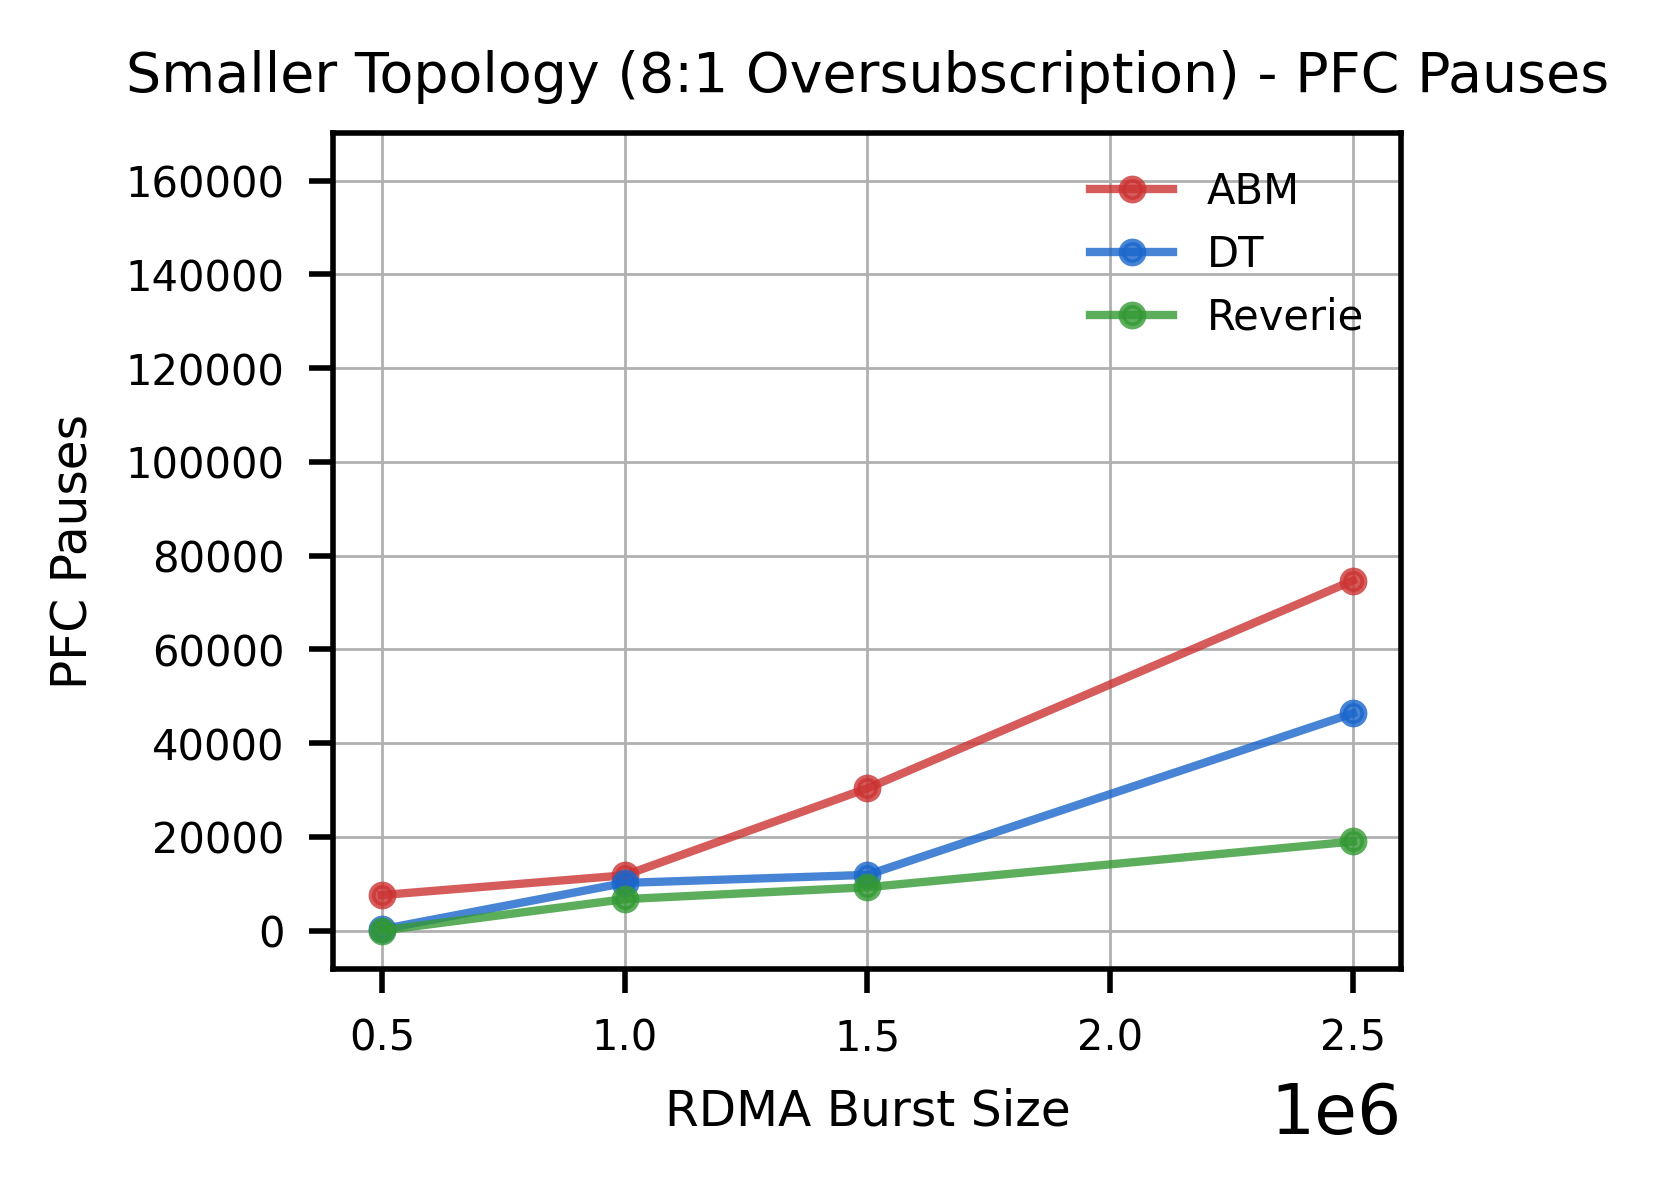 Smaller Topology (8:1 Oversubscription) - PFC Pauses
160000
140000
120000
100000
80000
60000
40000
20000
0
PFC Pauses
ABM
DT
Reverie
0.5 1.0 1.5 2.0 2.5
RDMA Burst Size
1e6